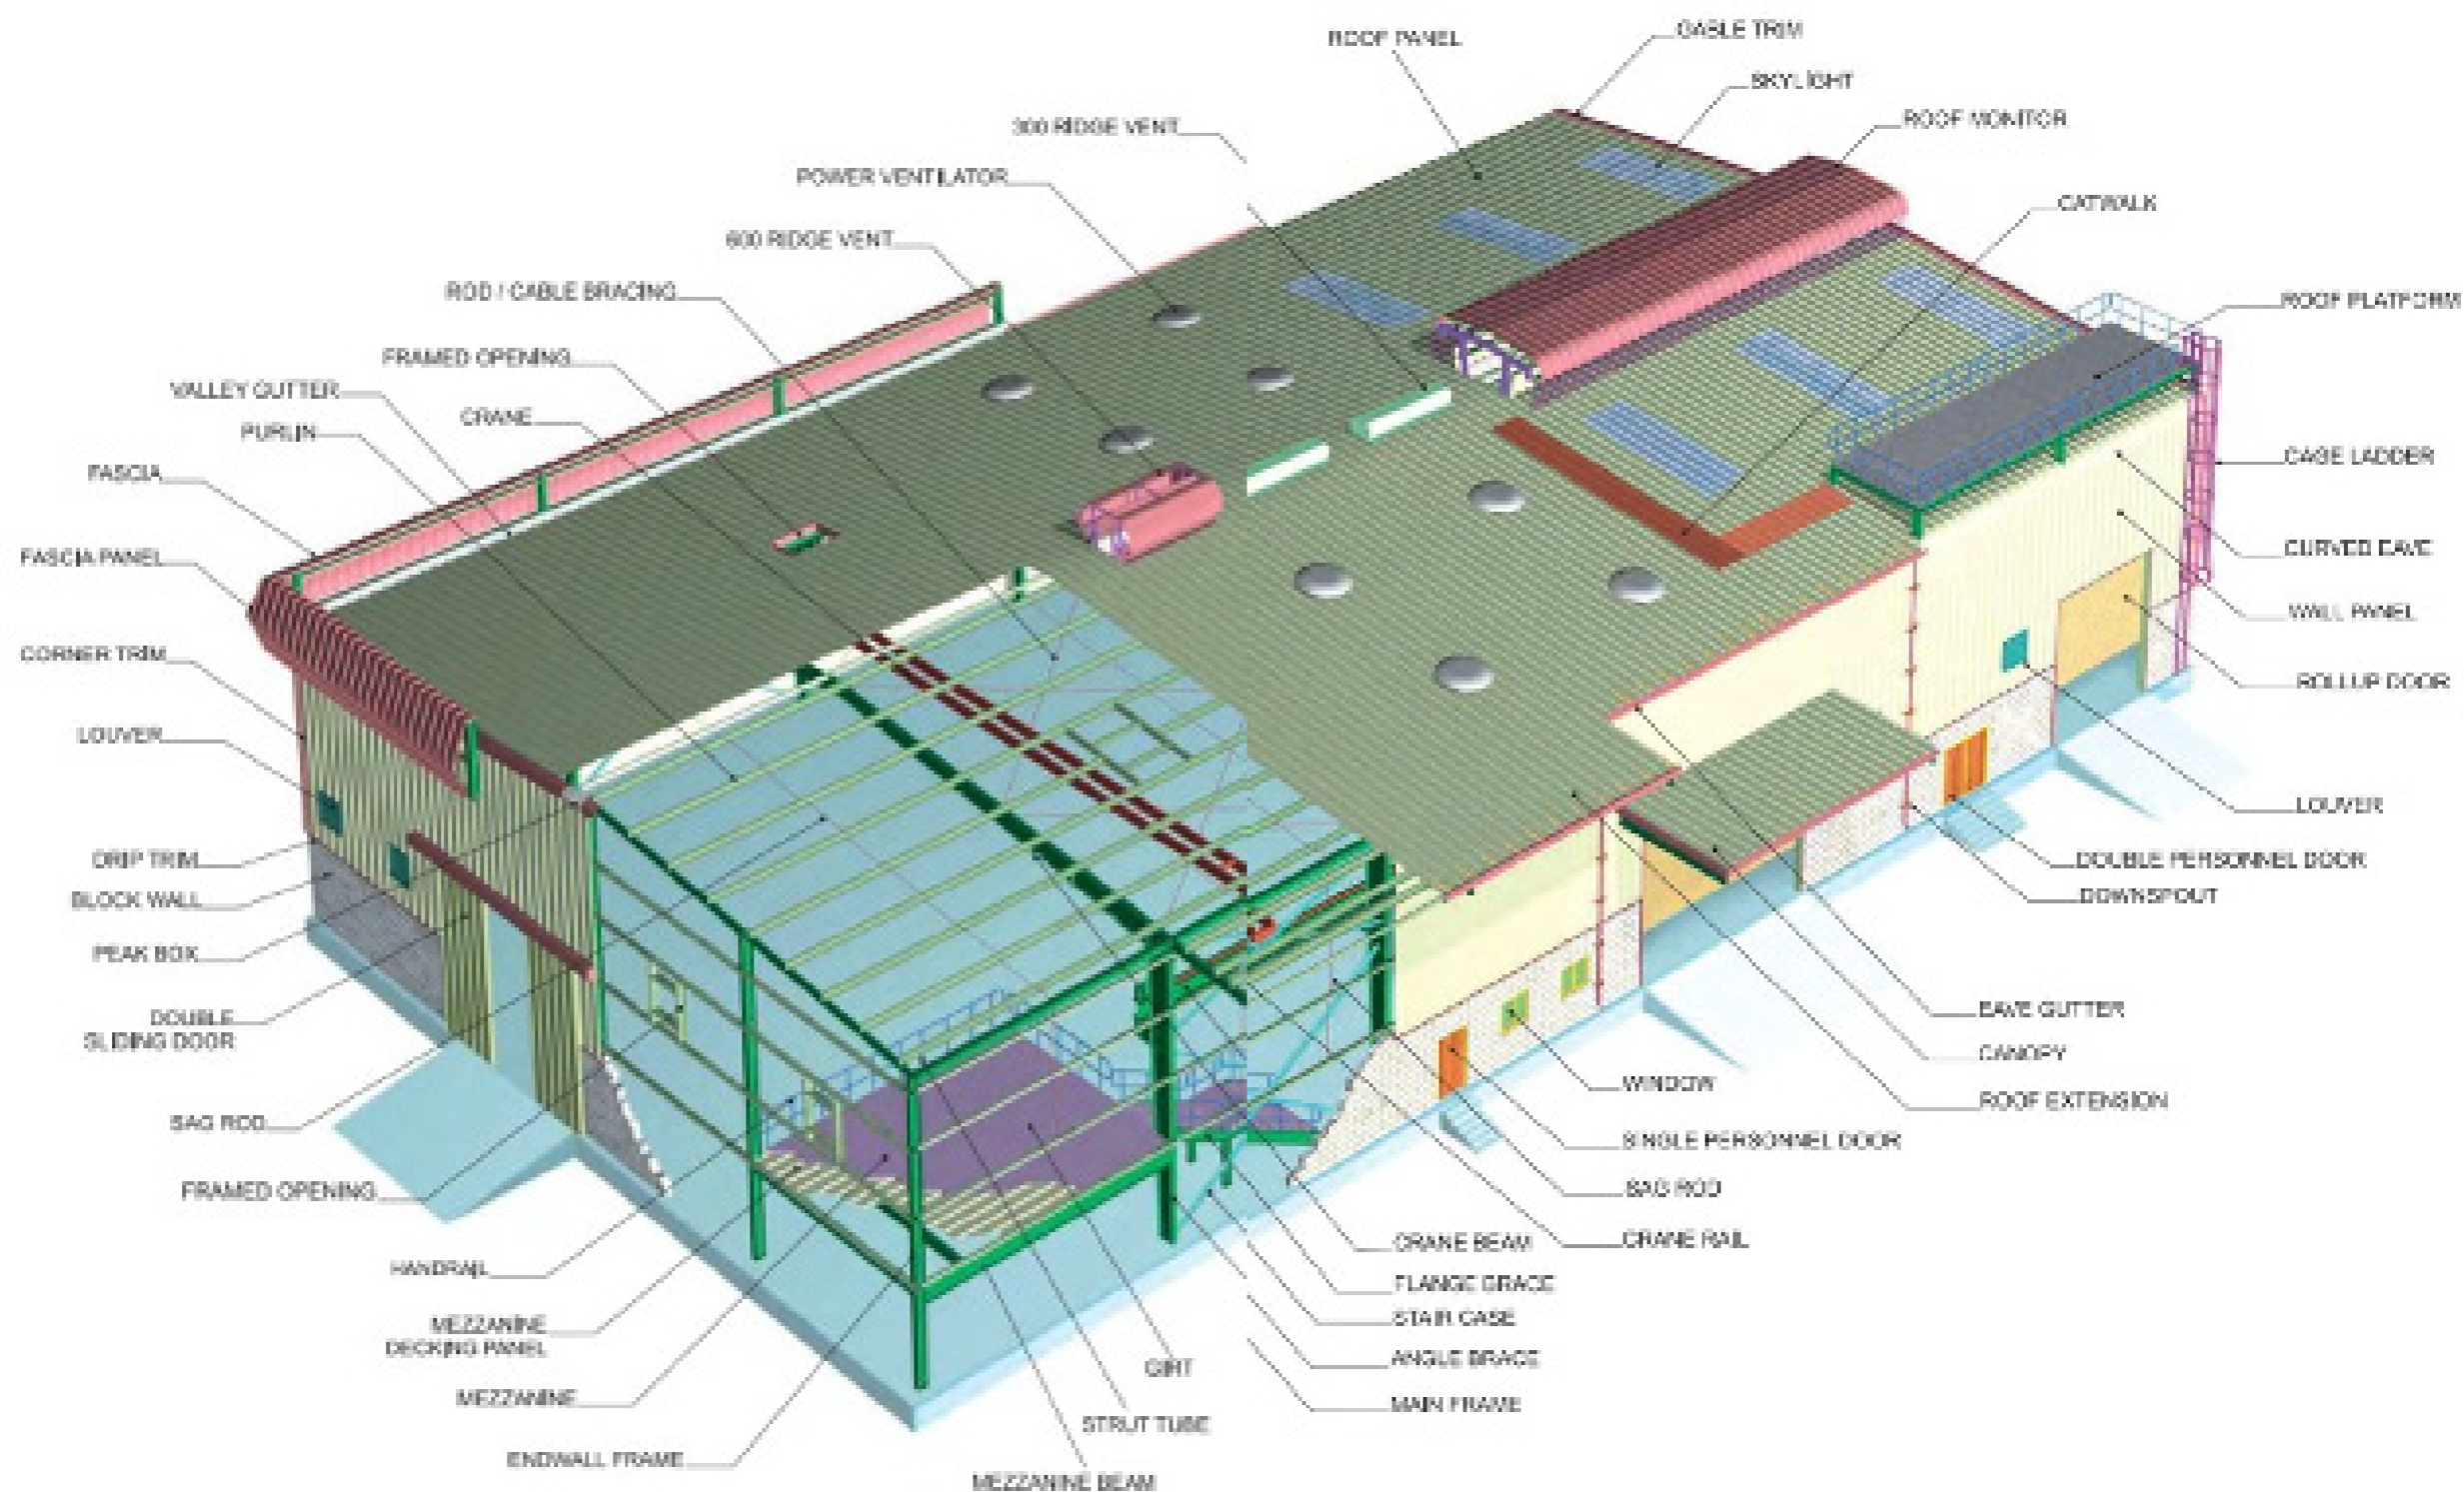 ROOF PANEL
GABLE TRIM
SKYLIGHT
300 RIDGE VENT
ROOF MONITOR
POWER VENTILATOR
CATWALK
600 RIDGE VENT
ROD / CABLE BRACING
ROOF PLATFORM
FRAMED OPENING
VALLEY GUTTER
CRANE
PURLIN
FASCIA
CAGE LADDER
FASCIA PANEL
CURVED EAVE
WALL PANEL
CORNER TRIM
ROLLUP DOOR
LOUVER
LOUVER
DRIP TRIM
DOUBLE PERSONNEL DOOR
BLOCK WALL
DOWNSPOUT
PEAK BOX
DOUBLE
SLIDING DOOR
EAVE GUTTER
CANOPY
WINDOW
ROOF EXTENSION
SAG ROD
SINGLE PERSONNEL DOOR
FRAMED OPENING
SAG ROD
CRANE BEAM
CRANE RAIL
HANDRAIL
FLANGE BRACE
STAIR CASE
MEZZANINE
DECKING PANEL
GIRT
ANGLE BRACE
MEZZANINE
MAIN FRAME
STRUT TUBE
ENDWALL FRAME
MEZZANINE BEAM